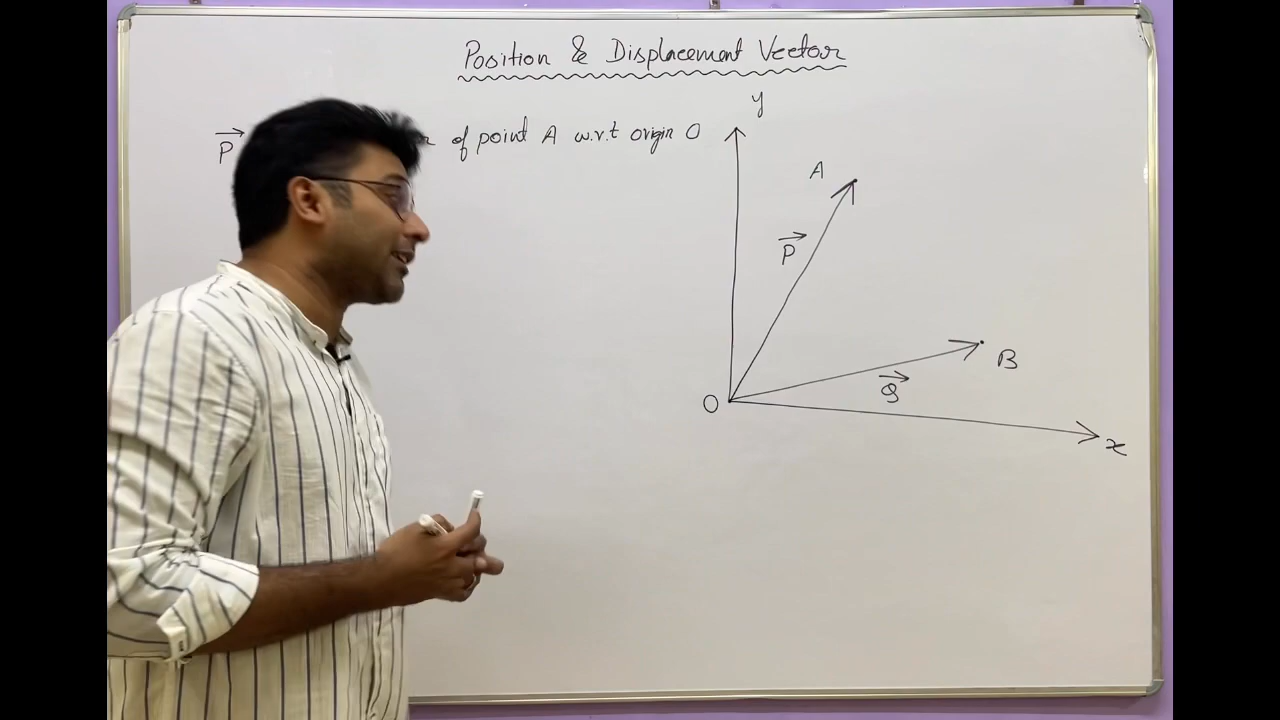 Position & Displacement Vector
y
P of point A w.r.t origin O
A
P
B
Q
O
x